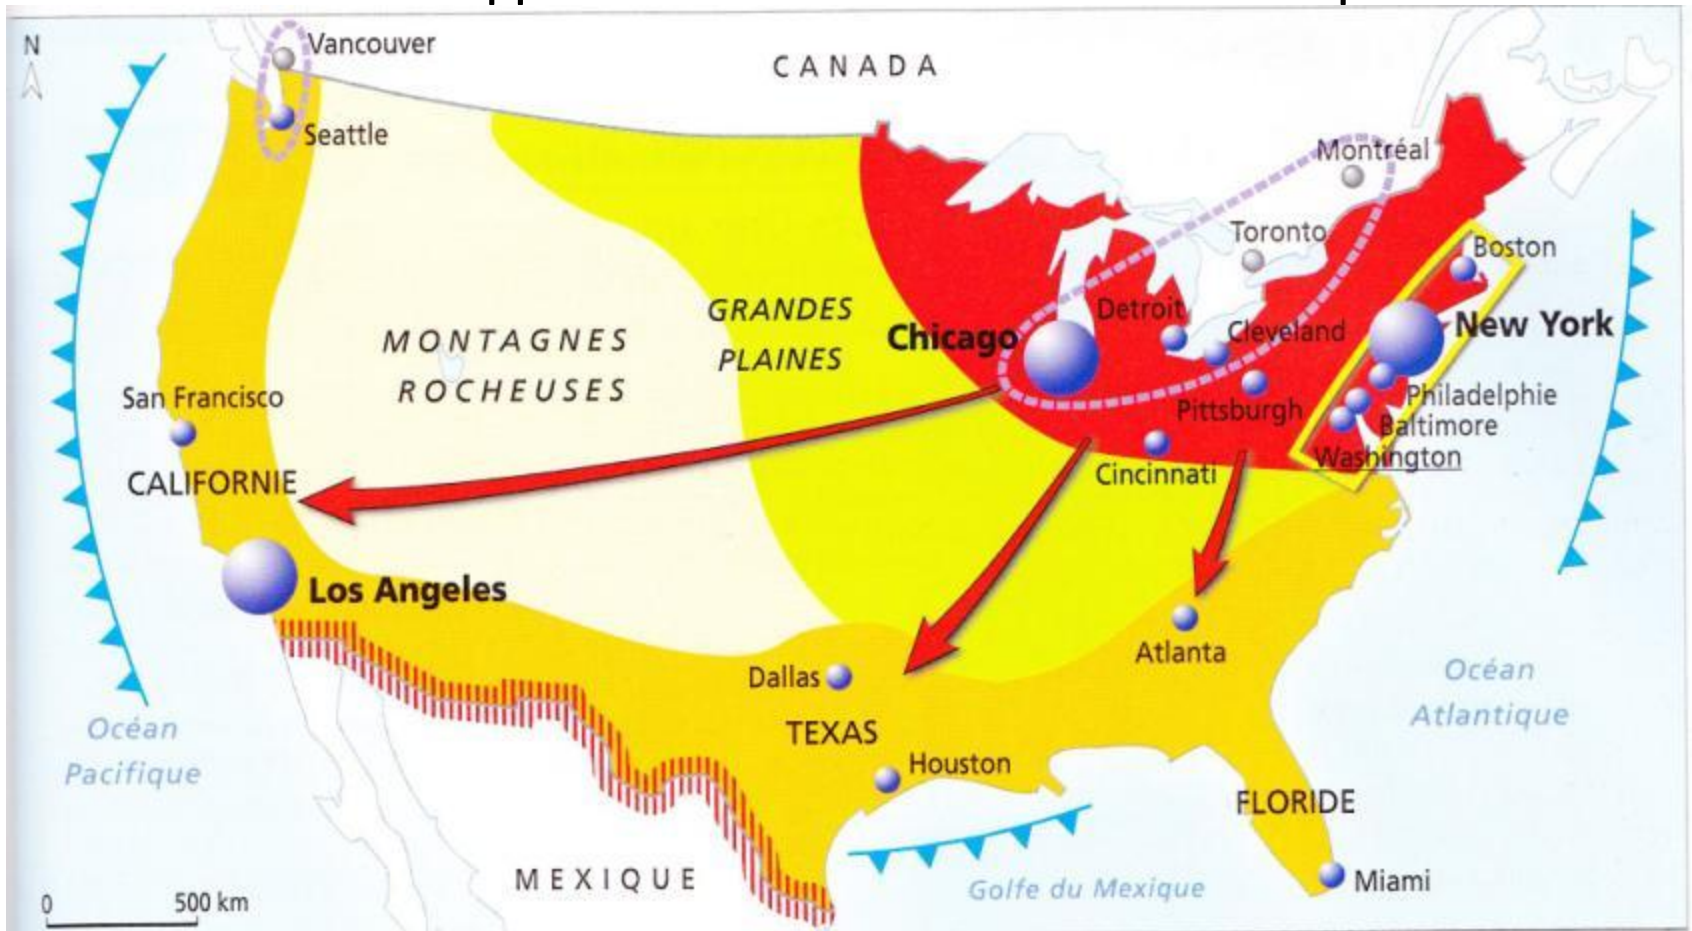 N
Vancouver
CANADA
Seattle
Montréal
Toronto
Boston
GRANDES
PLAINES
Detroit
Chicago
Cleveland
New York
MONTAGNES
ROCHEUSES
San Francisco
Pittsburgh
Philadelphie
Baltimore
Washington
CALIFORNIE
Cincinnati
Los Angeles
Atlanta
Dallas
TEXAS
Houston
Océan
Pacifique
Océan
Atlantique
FLORIDE
MEXIQUE
Golfe du Mexique
Miami
0 500 km